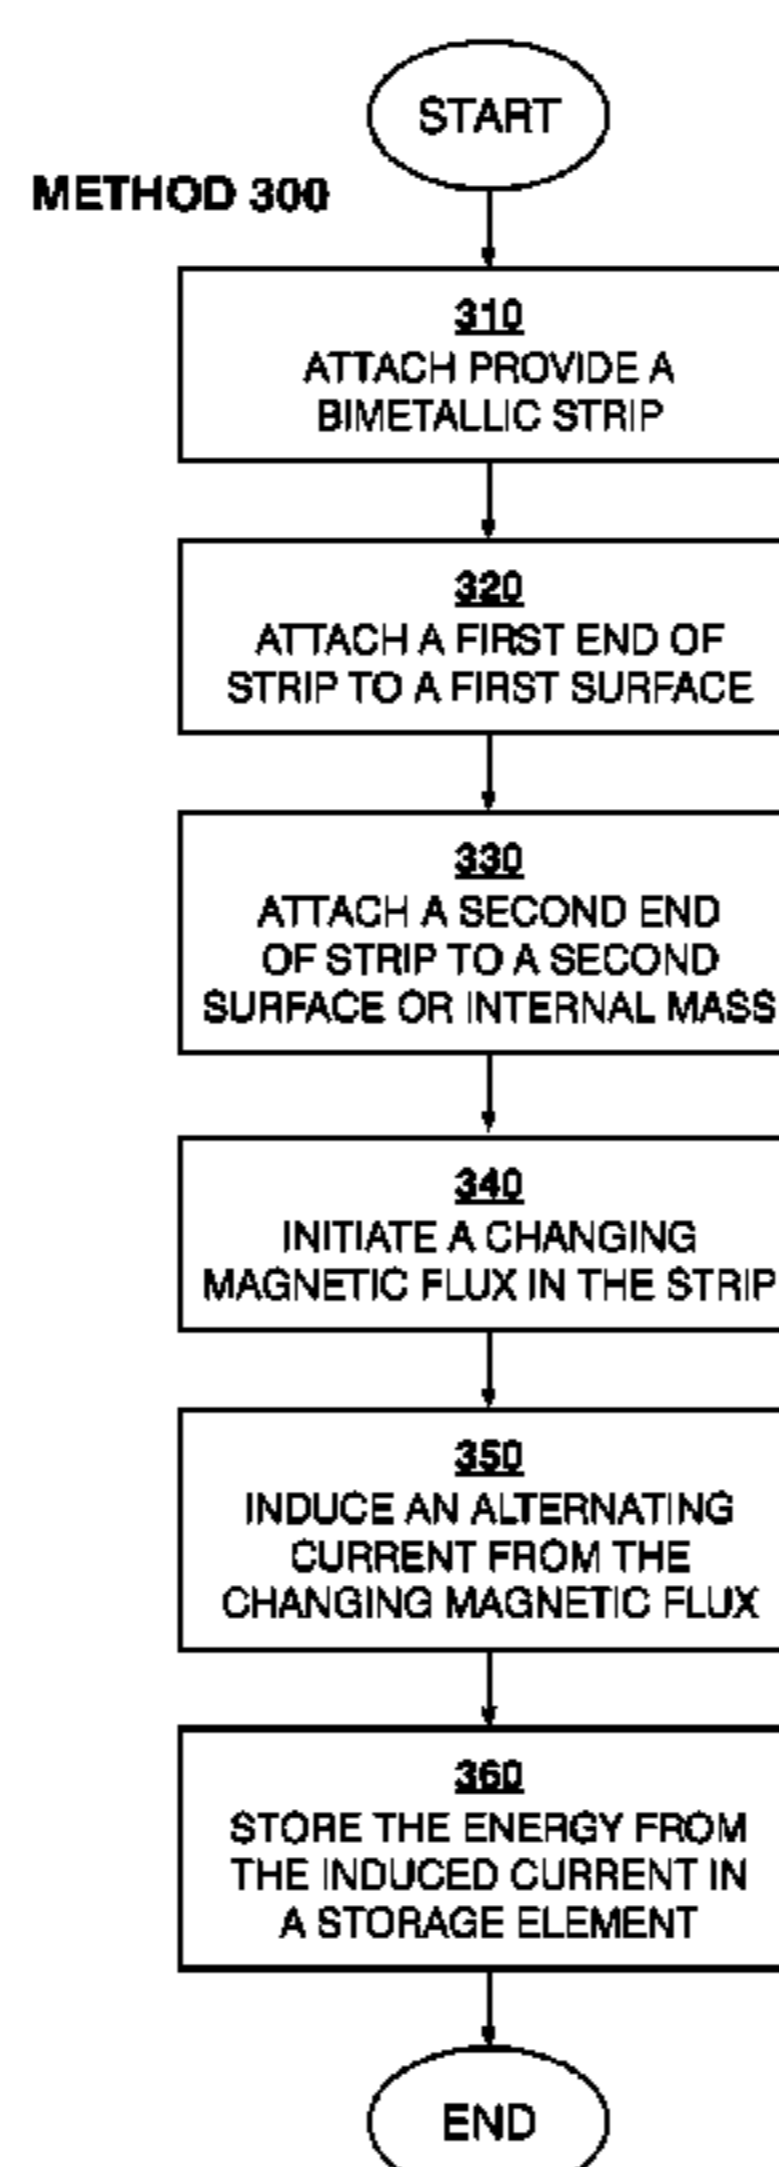 START
METHOD 300
310
ATTACH PROVIDE A
BIMETALLIC STRIP
320
ATTACH A FIRST END OF
STRIP TO A FIRST SURFACE
330
ATTACH A SECOND END
OF STRIP TO A SECOND
SURFACE OR INTERNAL MASS
340
INITIATE A CHANGING
MAGNETIC FLUX IN THE STRIP
350
INDUCE AN ALTERNATING
CURRENT FROM THE
CHANGING MAGNETIC FLUX
360
STORE THE ENERGY FROM
THE INDUCED CURRENT IN
A STORAGE ELEMENT
END